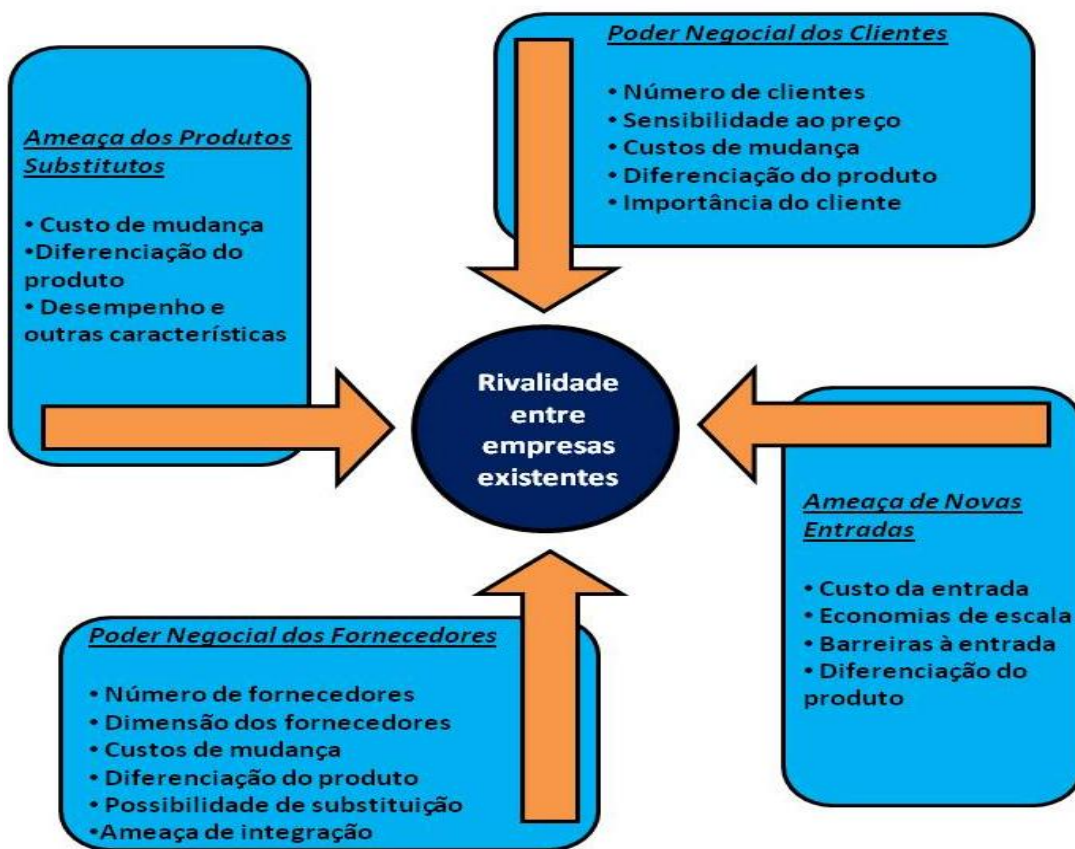 Poder Negocial dos Clientes
• Número de clientes
• Sensibilidade ao preço
• Custos de mudança
• Diferenciação do produto
• Importância do cliente
Ameaça dos Produtos
Substitutos
• Custo de mudança
•Diferenciação do
produto
• Desempenho e
outras características
Rivalidade
entre
empresas
existentes
Ameaça de Novas
Entradas
• Custo da entrada
• Economias de escala
• Barreiras à entrada
• Diferenciação do
produto
Poder Negocial dos Fornecedores
• Número de fornecedores
• Dimensão dos fornecedores
• Custos de mudança
• Diferenciação do produto
• Possibilidade de substituição
•Ameaça de integração